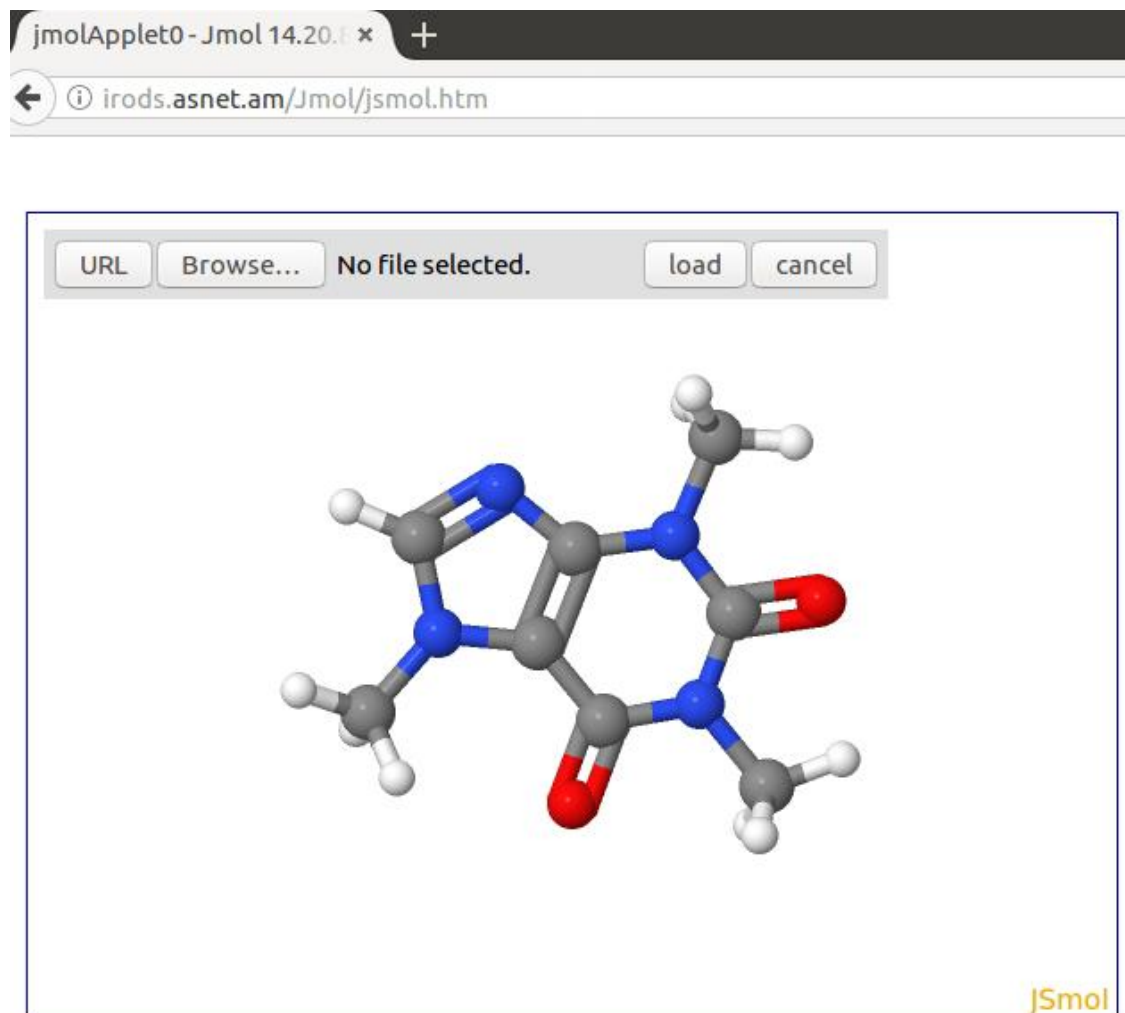 jmolApplet0 - Jmol 14.20.
irods.asnet.am/Jmol/jsmol.htm
URL Browse... No file selected. load cancel
JSmol